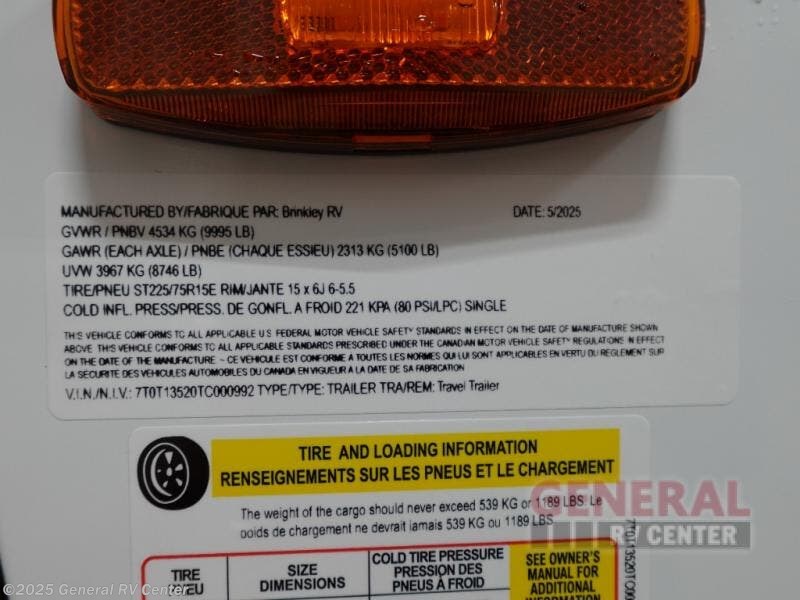 MANUFACTURED BY/FABRIQUE PAR: Brinkley RV DATE: 5/2025
GVWR / PNBV 4534 KG (9995 LB)
GAWR (EACH AXLE) / PNBE (CHAQUE ESSIEU) 2313 KG (5100 LB)
UVW 3967 KG (8746 LB)
TIRE/PNEU ST225/75R15E RIM/JANTE 15 x 6J 6-5.5
COLD INFL. PRESS/PRESS. DE GONFL. A FROID 221 KPA (80 PSI/LPC) SINGLE
THIS VEHICLE CONFORMS TO ALL APPLICABLE U.S. FEDERAL MOTOR VEHICLE SAFETY STANDARDS IN EFFECT ON THE DATE OF MANUFACTURE SHOWN
ABOVE. THIS VEHICLE CONFORMS TO ALL APPLICABLE STANDARDS PRESCRIBED UNDER THE CANADIAN MOTOR VEHICLE SAFETY REGULATIONS IN EFFECT
ON THE DATE OF THE MANUFACTURE ~ CE VEHICULE EST CONFORME A TOUTES LES NORMES QUI LUI SONT APPLICABLES EN VERTU DU REGLEMENT SUR
LA SECURITE DES VEHICULES AUTOMOBILES DU CANADA EN VIGUEUR A LA DATE DE SA FABRICATION
V.I.N./N.I.V.: 7T0T13520TC000992 TYPE/TYPE: TRAILER TRA/REM: Travel Trailer
TIRE AND LOADING INFORMATION
RENSEIGNEMENTS SUR LES PNEUS ET LE CHARGEMENT
The weight of the cargo should never exceed 539 KG or 1189 LBS. Le
poids de chargement ne devrait jamais 539 KG ou 1189 LBS
GENERAL
RV CENTER
TIRE
PNEU
SIZE
DIMENSIONS
COLD TIRE PRESSURE
PRESSION DES
PNEUS À FROID
SEE OWNER'S
MANUAL FOR
ADDITIONAL
INFORMATION
©2025 General RV Center